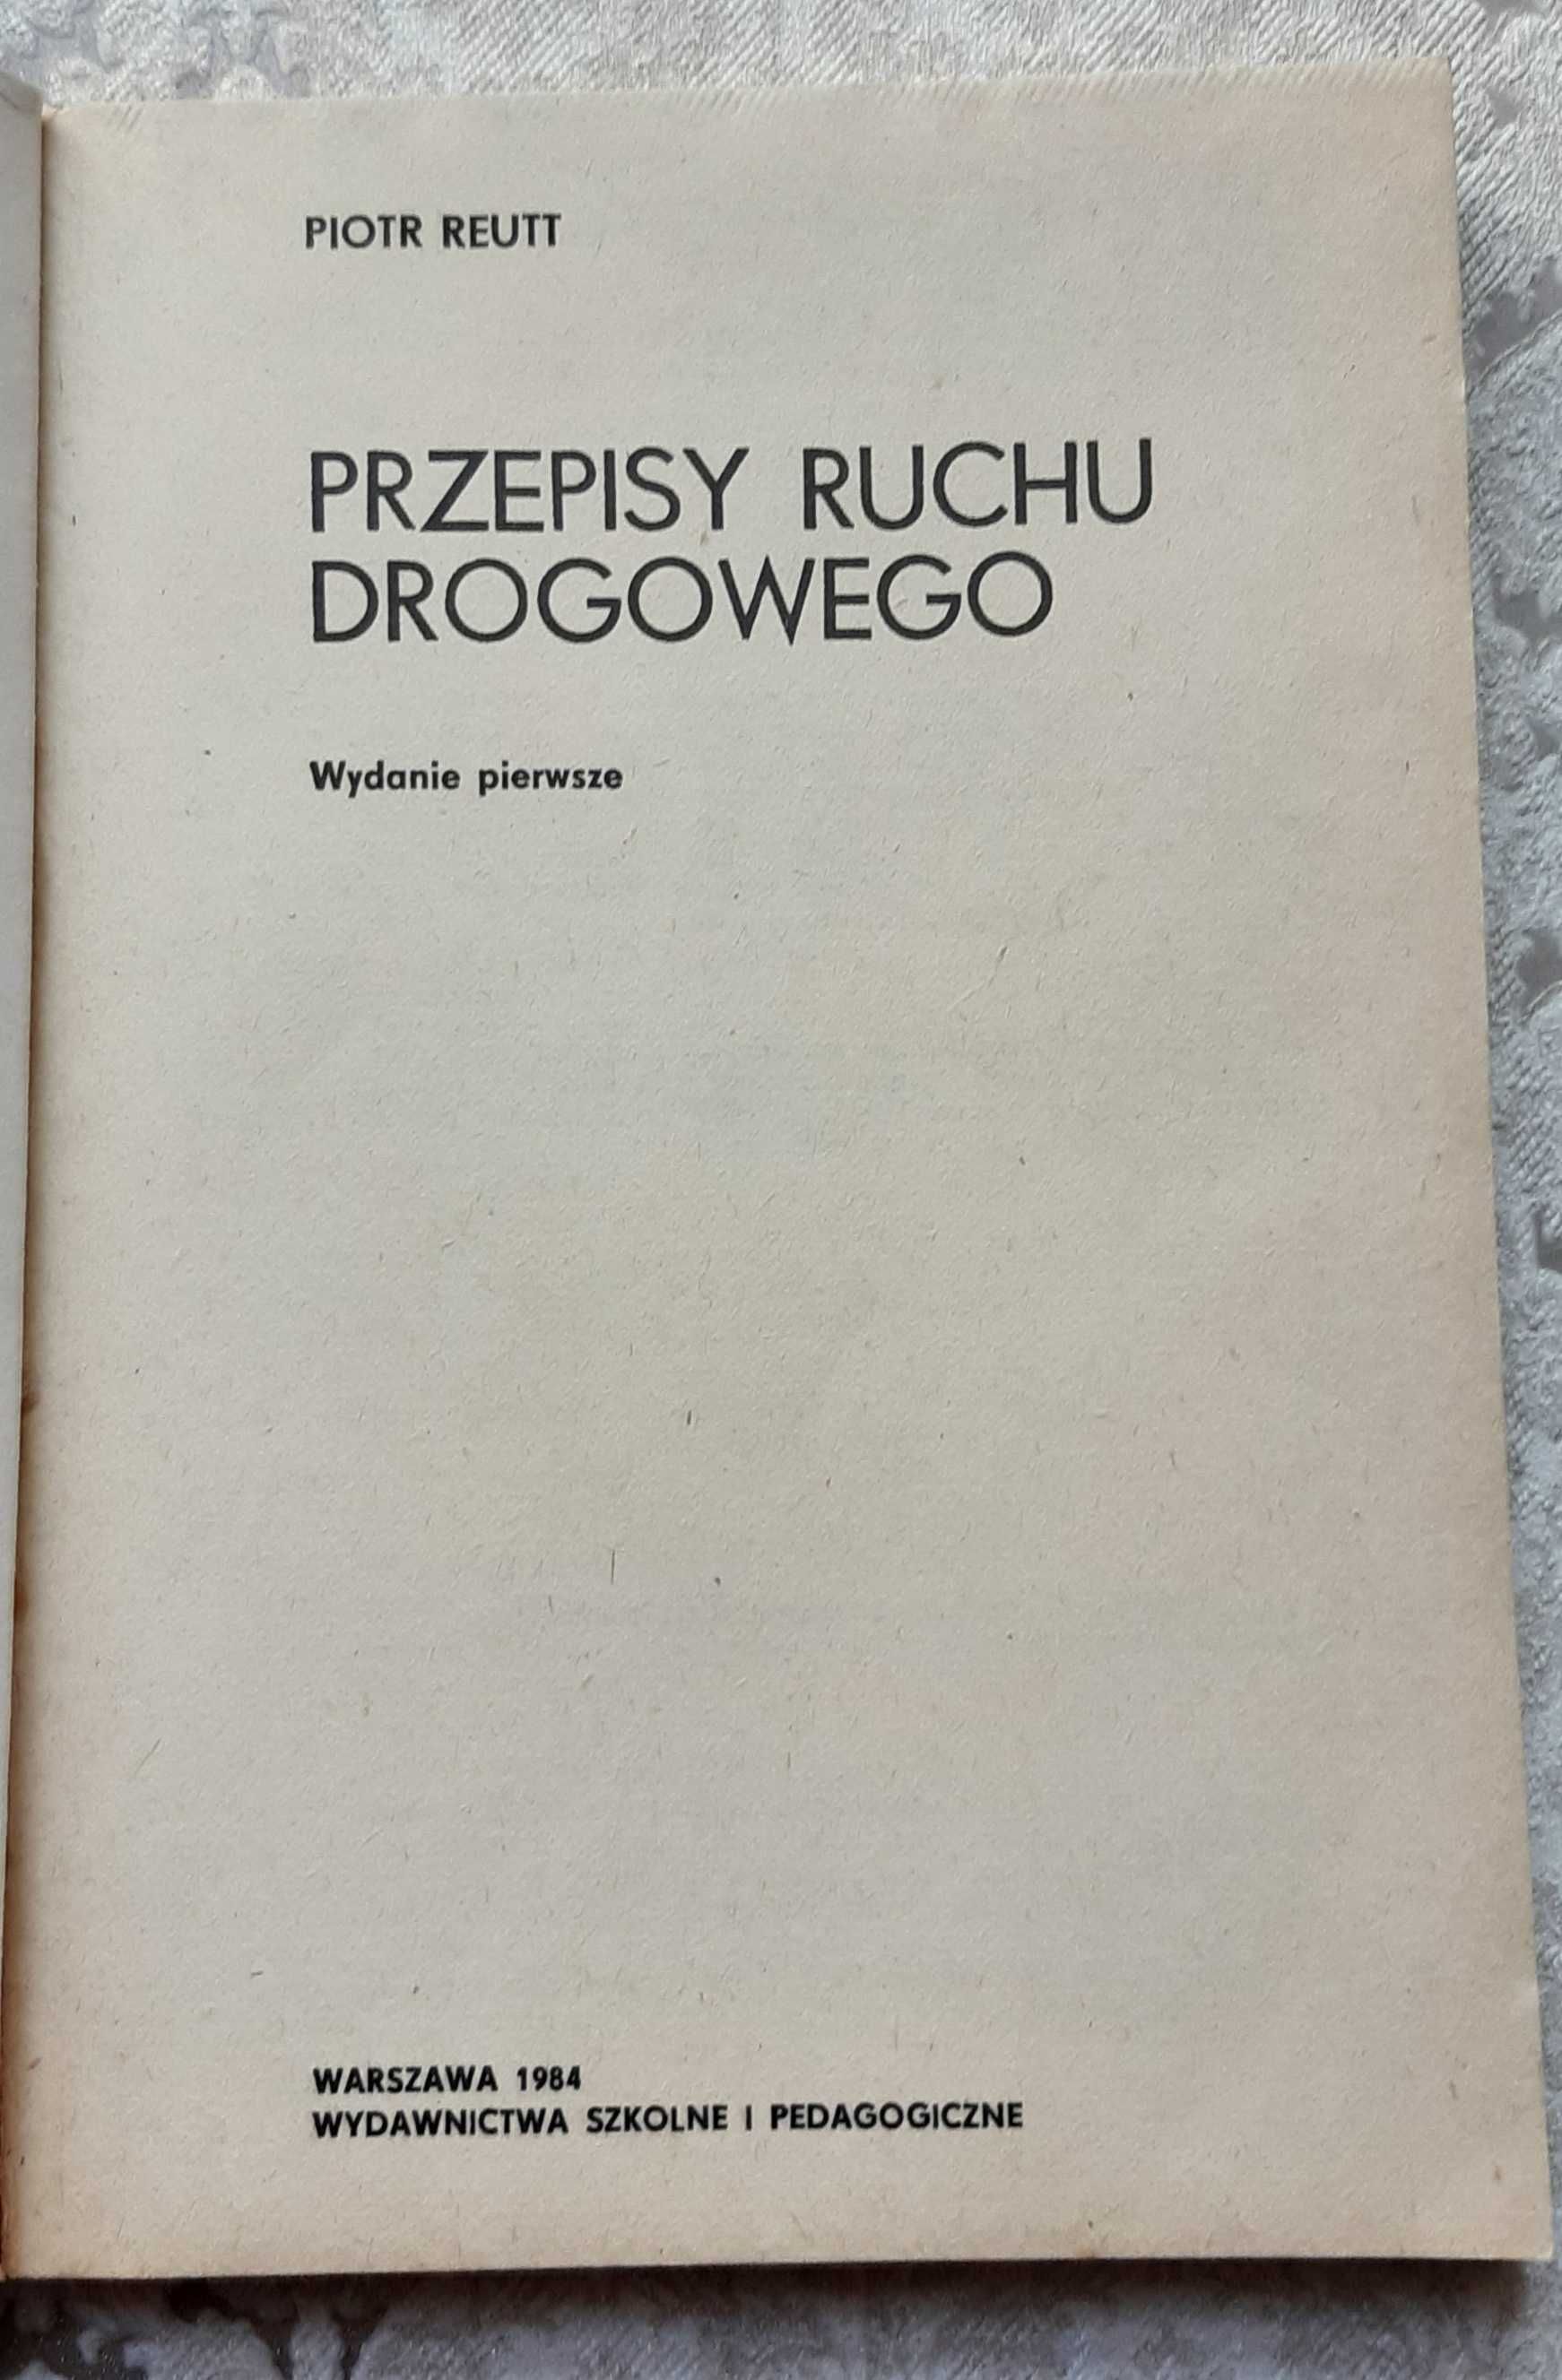 PIOTR REUTT
PRZEPISY RUCHU
DROGOWEGO
Wydanie pierwsze
WARSZAWA 1984
WYDAWNICTWA SZKOLNE I PEDAGOGICZNE